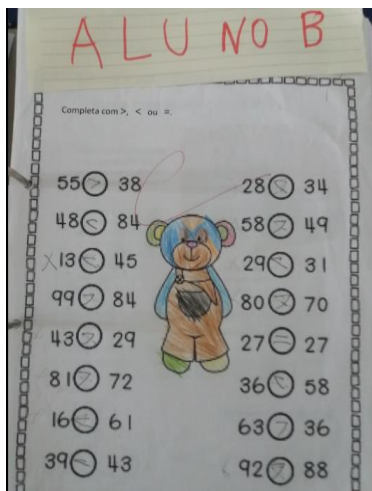 ALUNO B
Completa com >, < ou =.
55 > 38
28 < 34
48 < 84
58 > 49
13 < 45
29 < 31
99 > 84
80 > 70
43 > 29
27 = 27
81 > 72
36 < 58
16 < 61
63 > 36
39 < 43
92 > 88